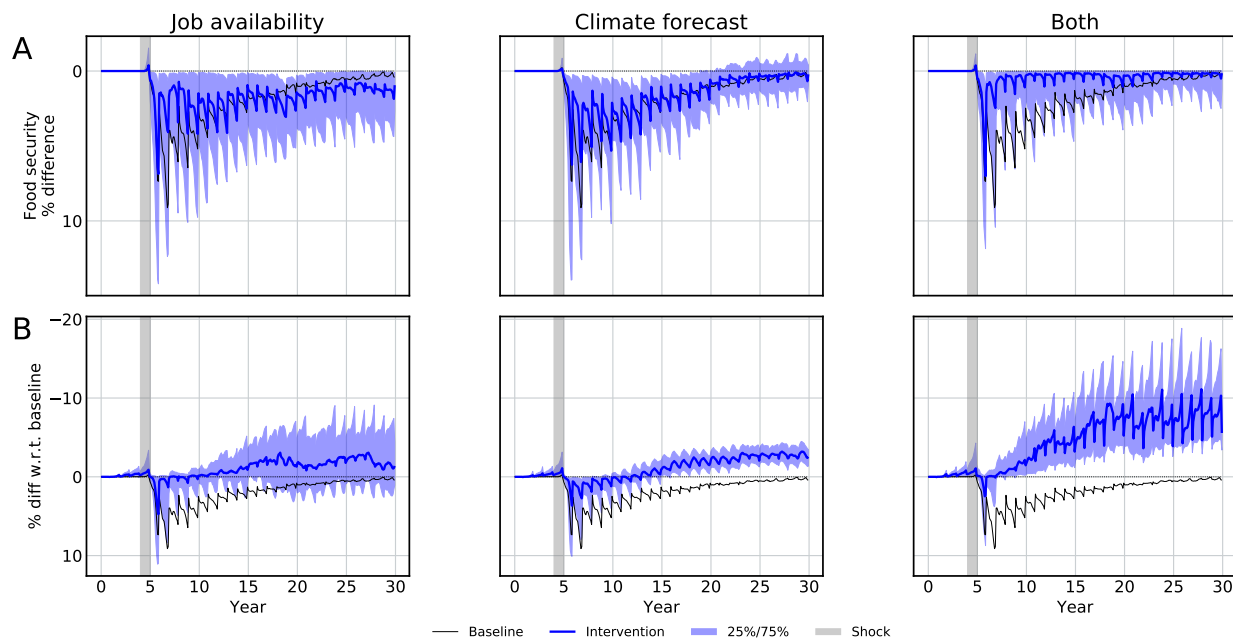 Job availability
Climate forecast
Both
A
0
10
Food security
% difference
B
−20
−10
0
10
% diff w.r.t. baseline
0 5 10 15 20 25 30
0 5 10 15 20 25 30
0 5 10 15 20 25 30
Year
Year
Year
Baseline
Intervention
25%/75%
Shock